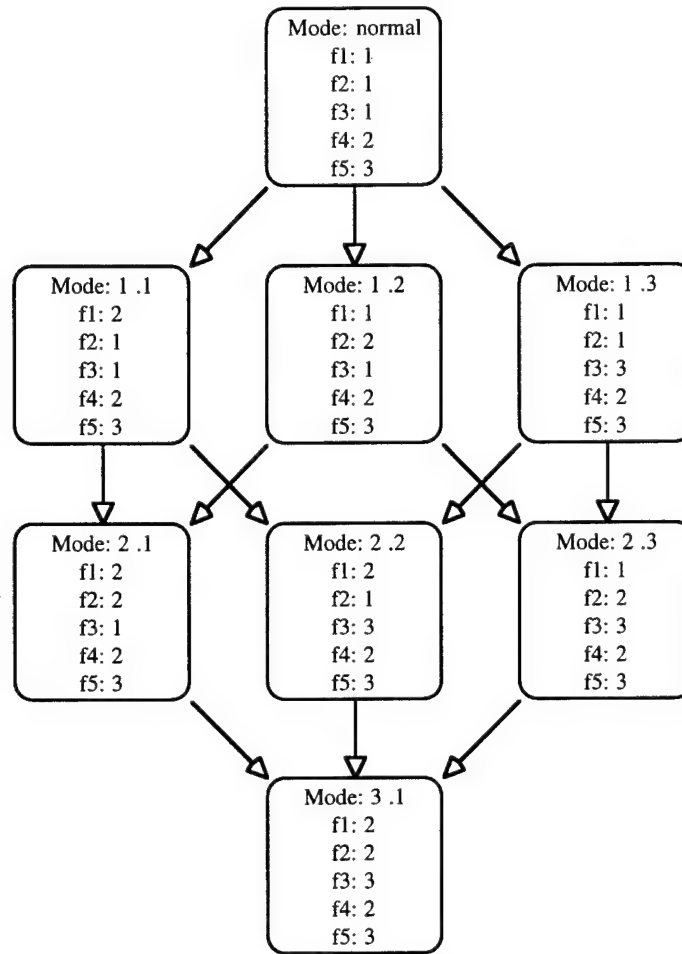 Mode: normal
f1: 1
f2: 1
f3: 1
f4: 2
f5: 3
Mode: 1 .1
f1: 2
f2: 1
f3: 1
f4: 2
f5: 3
Mode: 1 .2
f1: 1
f2: 2
f3: 1
f4: 2
f5: 3
Mode: 1 .3
f1: 1
f2: 1
f3: 3
f4: 2
f5: 3
Mode: 2 .1
f1: 2
f2: 2
f3: 1
f4: 2
f5: 3
Mode: 2 .2
f1: 2
f2: 1
f3: 3
f4: 2
f5: 3
Mode: 2 .3
f1: 1
f2: 2
f3: 3
f4: 2
f5: 3
Mode: 3 .1
f1: 2
f2: 2
f3: 3
f4: 2
f5: 3